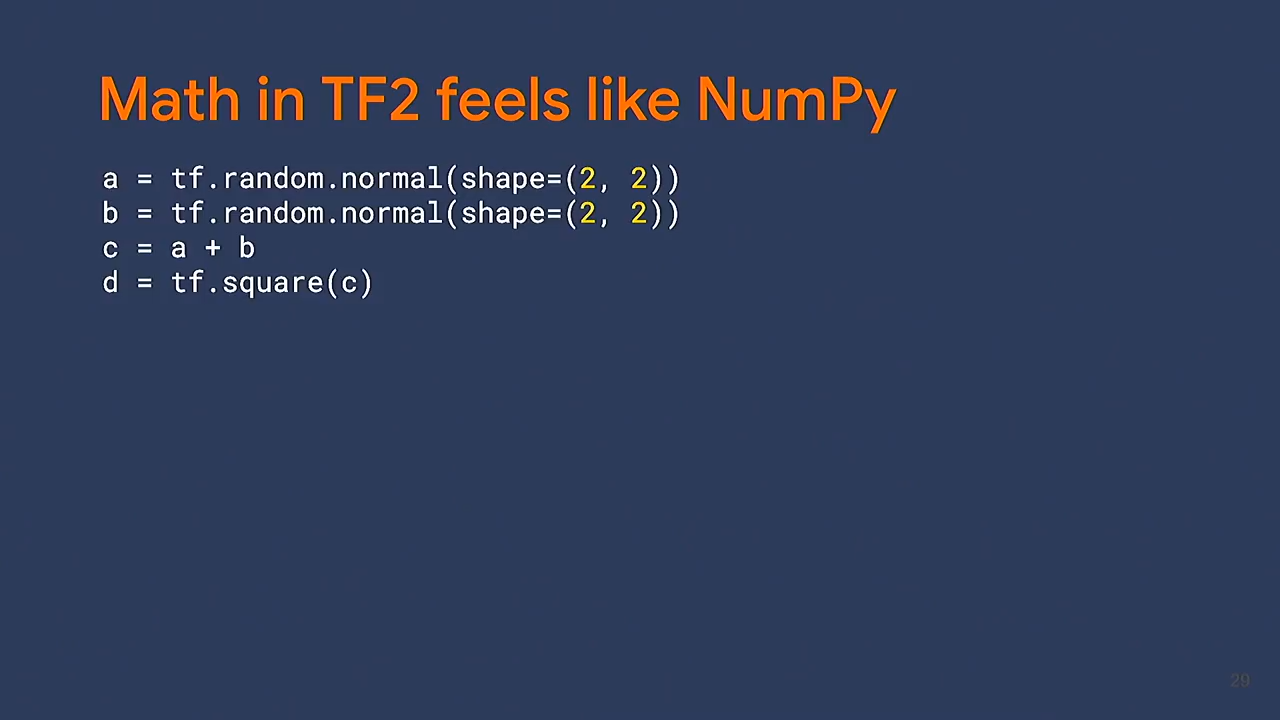 Math in TF2 feels like NumPy
a = tf.random.normal(shape=(2, 2))
b = tf.random.normal(shape=(2, 2))
c = a + b
d = tf.square(c)
29